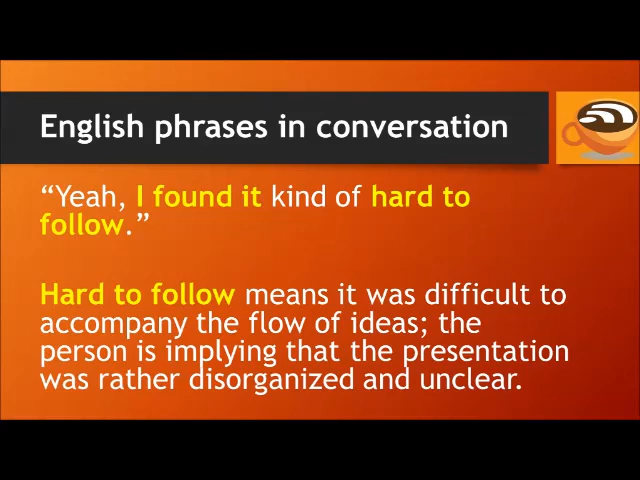 English phrases in conversation
“Yeah, I found it kind of hard to
follow.”
Hard to follow means it was difficult to
accompany the flow of ideas; the
person is implying that the presentation
was rather disorganized and unclear.